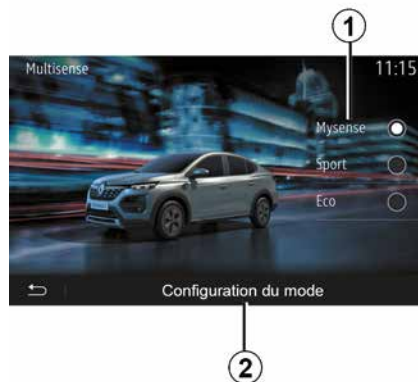 1
Multisense
11:15
Mysense
Sport
Eco
Configuration du mode
2